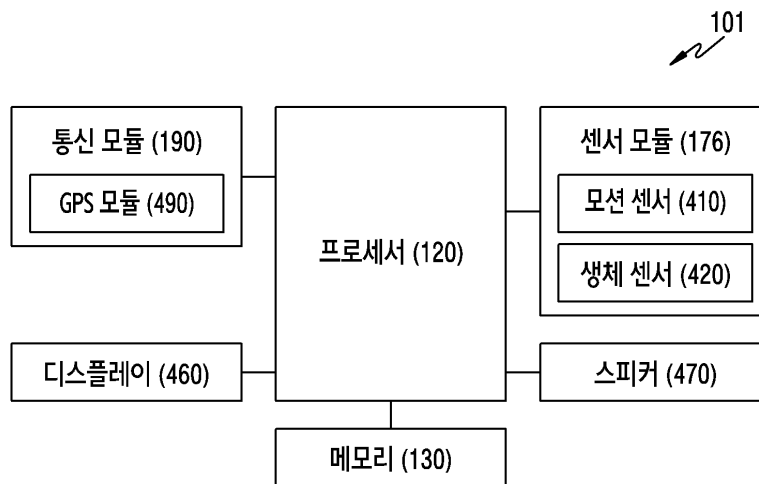 101
통신 모듈 (190)
GPS 모듈 (490)
프로세서 (120)
센서 모듈 (176)
모션 센서 (410)
생체 센서 (420)
디스플레이 (460)
스피커 (470)
메모리 (130)